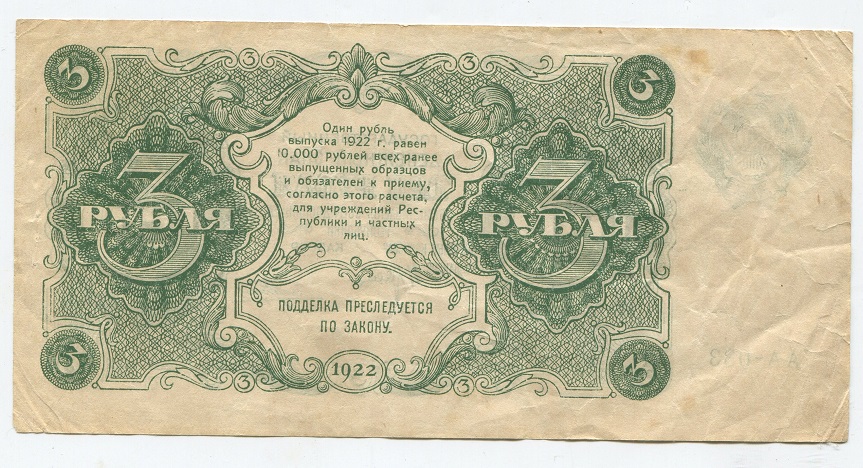 3 3 3 3
Один рубль
выпуска 1922 г. равен
10.000 рублей всех ранее
выпущенных образцов
и обязателен к приему,
согласно этого расчета,
для учреждений Рес-
публики и частных
лиц.
3 РУБЛЯ
3 РУБЛЯ
ПОДДЕЛКА ПРЕСЛЕДУЕТСЯ
ПО ЗАКОНУ.
3 3 1922 3 3